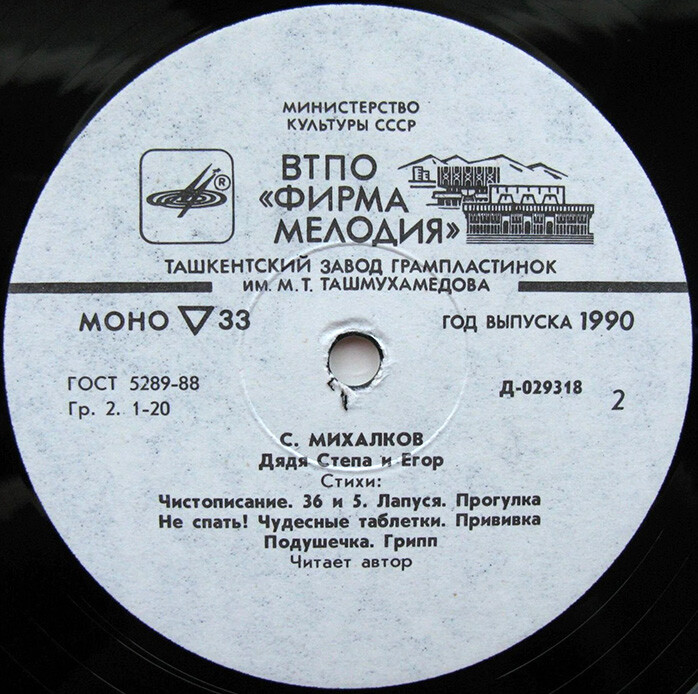 МИНИСТЕРСТВО
КУЛЬТУРЫ СССР
ВТПО
«ФИРМА
МЕЛОДИЯ»
®
ТАШКЕНТСКИЙ ЗАВОД ГРАМПЛАСТИНОК
ИМ. М. Т. ТАШМУХАМЕДОВА
МОНО 33
ГОД ВЫПУСКА 1990
ГОСТ 5289-88
Гр. 2. 1-20
Д-029318
2
С. МИХАЛКОВ
Дядя Степа и Егор
Стихи:
Чистописание. 36 и 5. Лапуся. Прогулка
Не спать! Чудесные таблетки. Прививка
Подушечка. Грипп
Читает автор